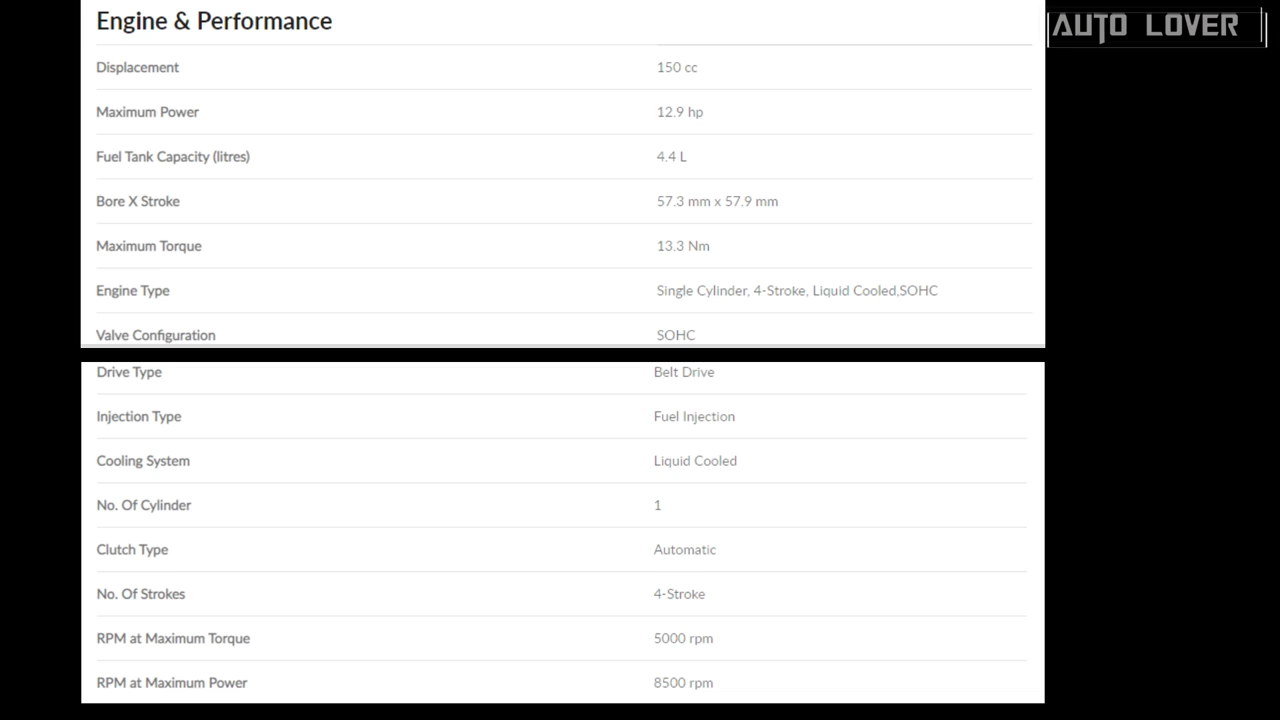 Engine & Performance
AUTO LOVER
Displacement 150 cc
Maximum Power 12.9 hp
Fuel Tank Capacity (litres) 4.4 L
Bore X Stroke 57.3 mm x 57.9 mm
Maximum Torque 13.3 Nm
Engine Type Single Cylinder, 4-Stroke, Liquid Cooled,SOHC
Valve Configuration SOHC
Drive Type Belt Drive
Injection Type Fuel Injection
Cooling System Liquid Cooled
No. Of Cylinder 1
Clutch Type Automatic
No. Of Strokes 4-Stroke
RPM at Maximum Torque 5000 rpm
RPM at Maximum Power 8500 rpm